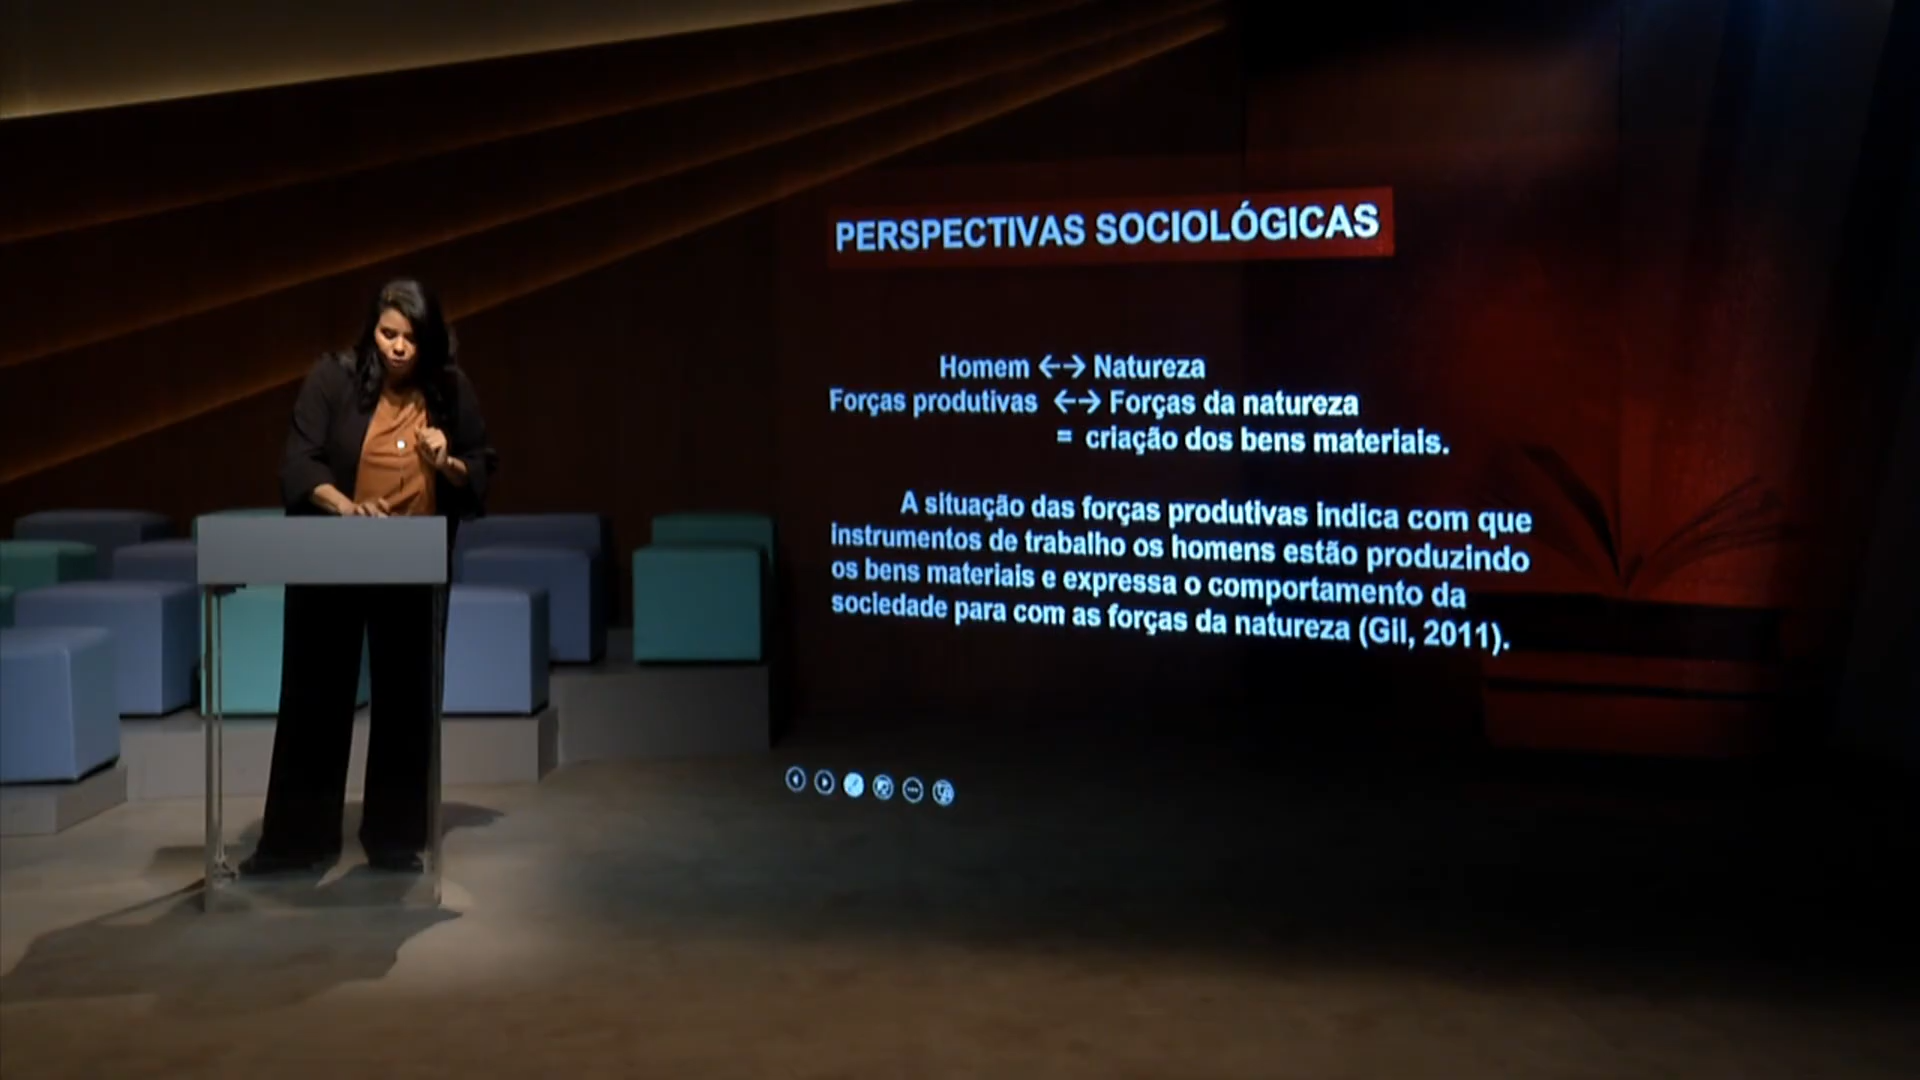 PERSPECTIVAS SOCIOLÓGICAS
Homem ←→ Natureza
Forças produtivas ←→ Forças da natureza
= criação dos bens materiais.
A situação das forças produtivas indica com que
instrumentos de trabalho os homens estão produzindo
os bens materiais e expressa o comportamento da
sociedade para com as forças da natureza (Gil, 2011).